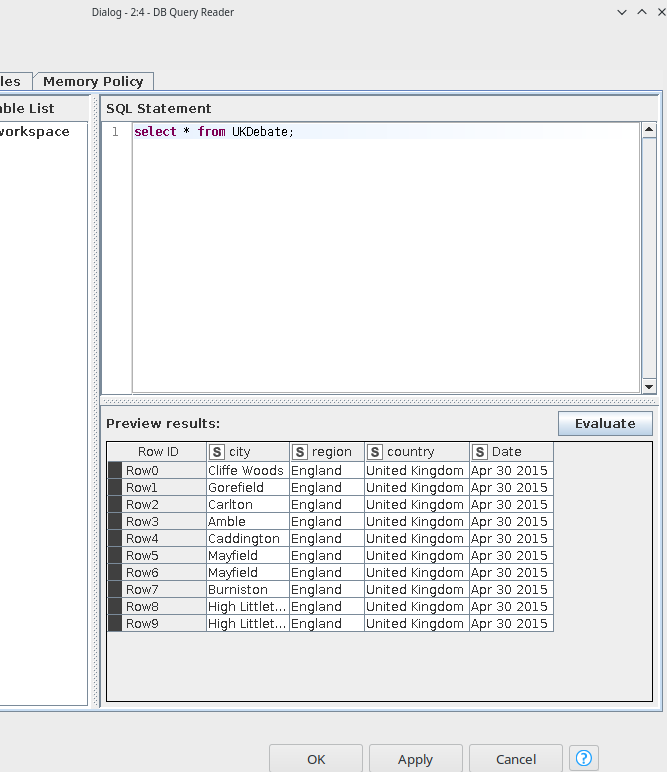 Dialog - 2:4 - DB Query Reader
les Memory Policy
ble List
workspace
SQL Statement
1 select * from UKDebate;
Preview results: Evaluate
Row ID S city S region S country S Date
Row0 Cliffe Woods England United Kingdom Apr 30 2015
Row1 Gorefield England United Kingdom Apr 30 2015
Row2 Carlton England United Kingdom Apr 30 2015
Row3 Amble England United Kingdom Apr 30 2015
Row4 Caddington England United Kingdom Apr 30 2015
Row5 Mayfield England United Kingdom Apr 30 2015
Row6 Mayfield England United Kingdom Apr 30 2015
Row7 Burniston England United Kingdom Apr 30 2015
Row8 High Littlet... England United Kingdom Apr 30 2015
Row9 High Littlet... England United Kingdom Apr 30 2015
OK Apply Cancel ?